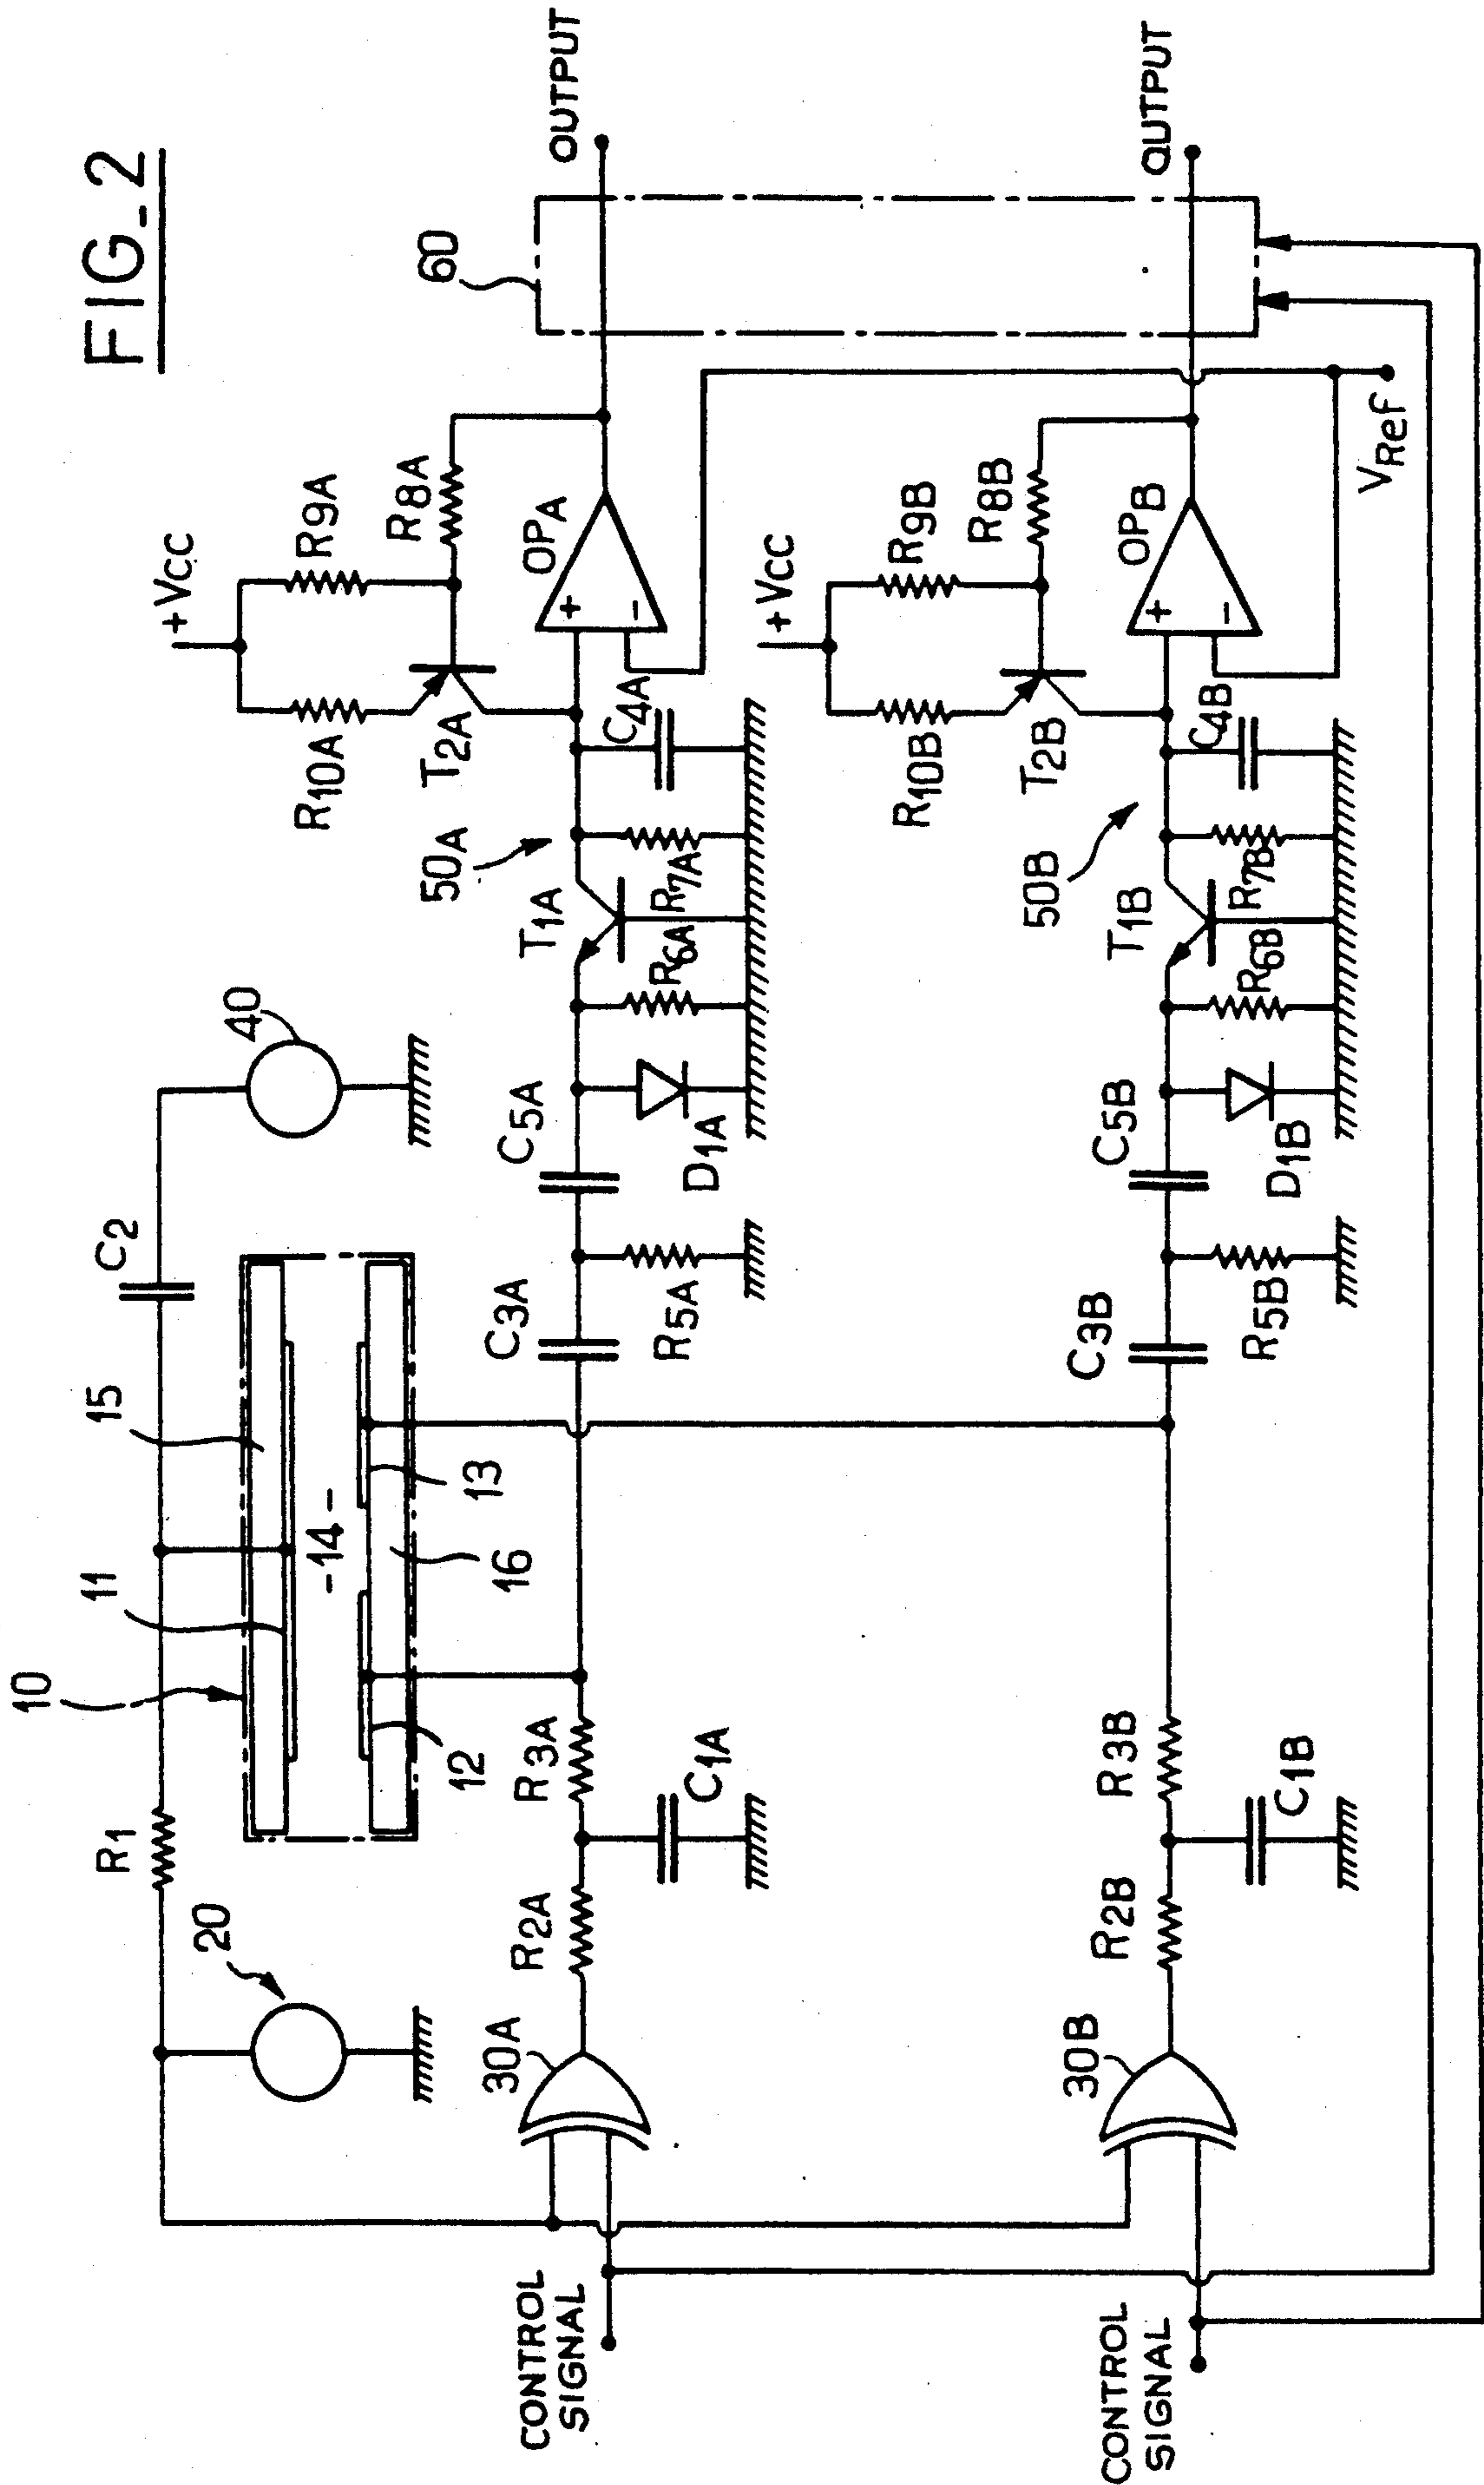 FIG_2
10
11
15
C2
40
R1
20
-14-
12
16
13
+Vcc
R10A
R9A
T2A
R8A
60
OUTPUT
CONTROL
SIGNAL
30A
R2A
R3A
C1A
C3A
R5A
C5A
D1A
R6A
T1A
R7A
50A
C4A
+
-
OPA
+Vcc
R10B
R9B
T2B
R8B
CONTROL
SIGNAL
30B
R2B
R3B
C1B
C3B
R5B
C5B
D1B
R6B
T1B
R7B
50B
C4B
+
-
OPB
VRef
OUTPUT